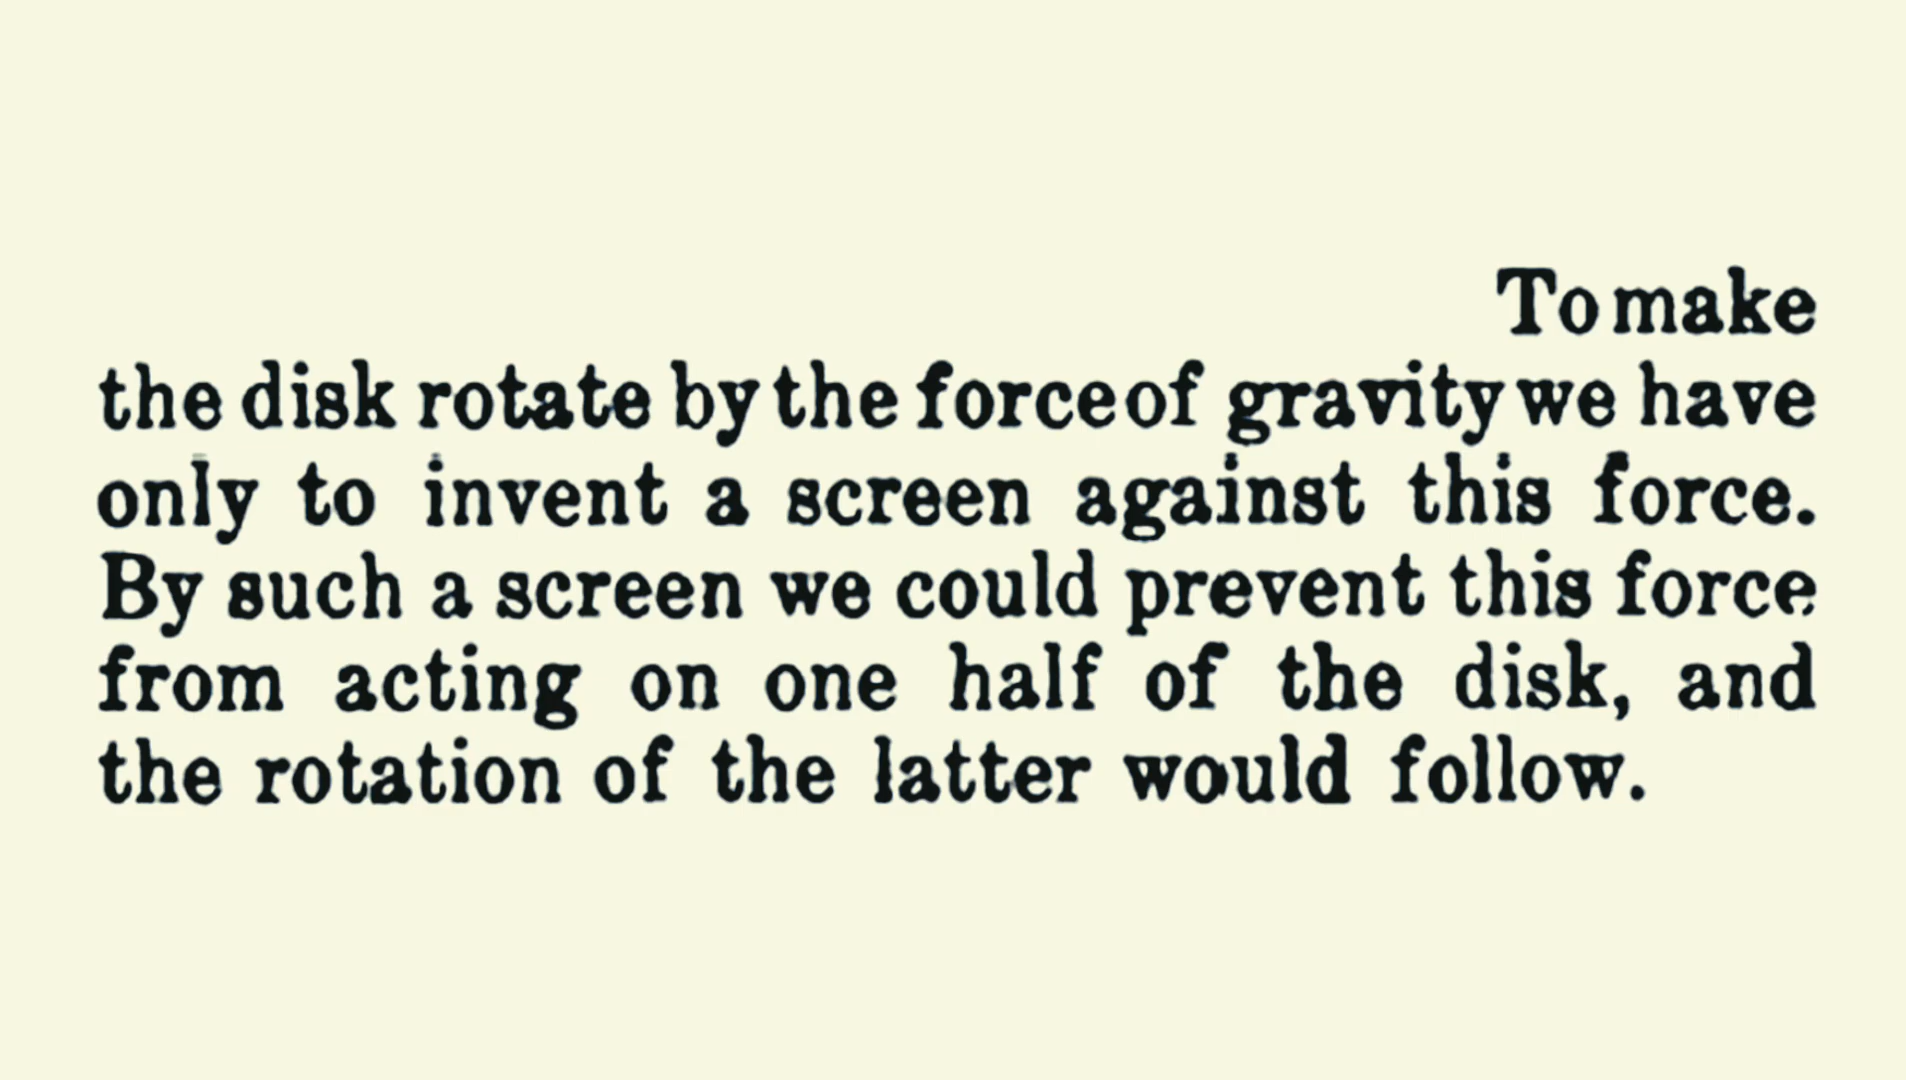 To make
the disk rotate by the force of gravity we have
only to invent a screen against this force.
By such a screen we could prevent this force
from acting on one half of the disk, and
the rotation of the latter would follow.